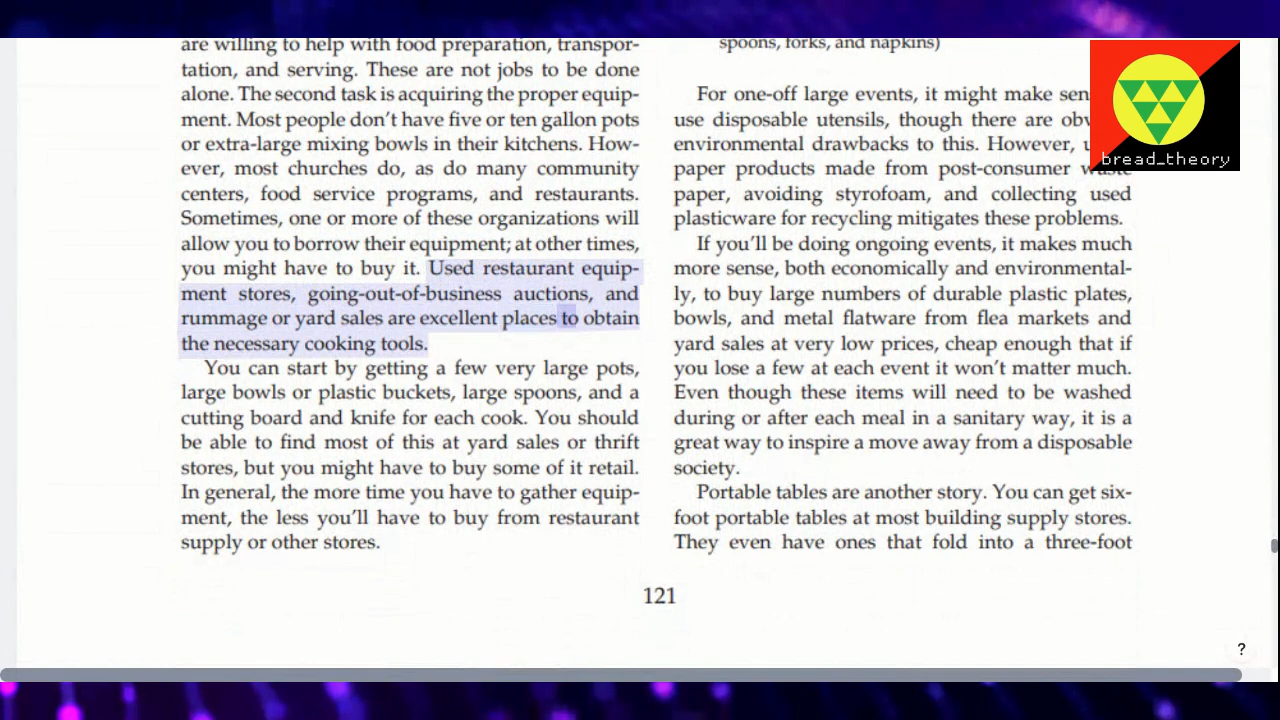 are willing to help with food preparation, transpor-
tation, and serving. These are not jobs to be done
alone. The second task is acquiring the proper equip-
ment. Most people don't have five or ten gallon pots
or extra-large mixing bowls in their kitchens. How-
ever, most churches do, as do many community
centers, food service programs, and restaurants.
Sometimes, one or more of these organizations will
allow you to borrow their equipment; at other times,
you might have to buy it. Used restaurant equip-
ment stores, going-out-of-business auctions, and
rummage or yard sales are excellent places to obtain
the necessary cooking tools.
You can start by getting a few very large pots,
large bowls or plastic buckets, large spoons, and a
cutting board and knife for each cook. You should
be able to find most of this at yard sales or thrift
stores, but you might have to buy some of it retail.
In general, the more time you have to gather equip-
ment, the less you'll have to buy from restaurant
supply or other stores.
spoons, forks, and napkins)
For one-off large events, it might make
use disposable utensils, though there are
environmental drawbacks to this. However,
paper products made from post-consumer waste
paper, avoiding styrofoam, and collecting used
plasticware for recycling mitigates these problems.
If you'll be doing ongoing events, it makes much
more sense, both economically and environmental-
ly, to buy large numbers of durable plastic plates,
bowls, and metal flatware from flea markets and
yard sales at very low prices, cheap enough that if
you lose a few at each event it won't matter much.
Even though these items will need to be washed
during or after each meal in a sanitary way, it is a
great way to inspire a move away from a disposable
society.
Portable tables are another story. You can get six-
foot portable tables at most building supply stores.
They even have ones that fold into a three-foot
121
bread_theory
?